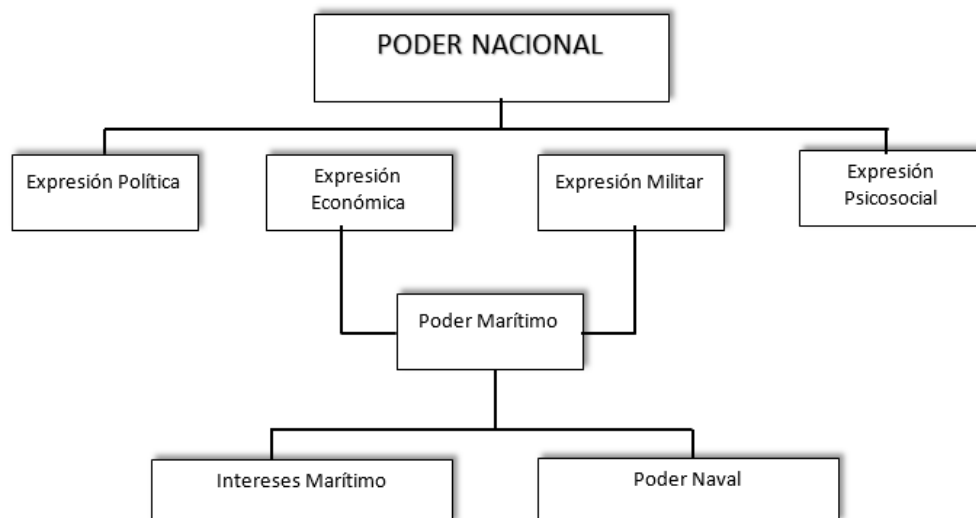 PODER NACIONAL
Expresión Política
Expresión
Económica
Expresión Militar
Expresión
Psicosocial
Poder Marítimo
Intereses Marítimo
Poder Naval